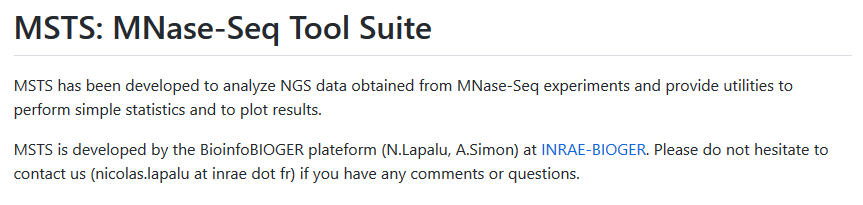 MSTS: MNase-Seq Tool Suite
MSTS has been developed to analyze NGS data obtained from MNase-Seq experiments and provide utilities to
perform simple statistics and to plot results.
MSTS is developed by the BioinfoBIOGER plateform (N.Lapalu, A.Simon) at INRAE-BIOGER. Please do not hesitate to
contact us (nicolas.lapalu at inrae dot fr) if you have any comments or questions.